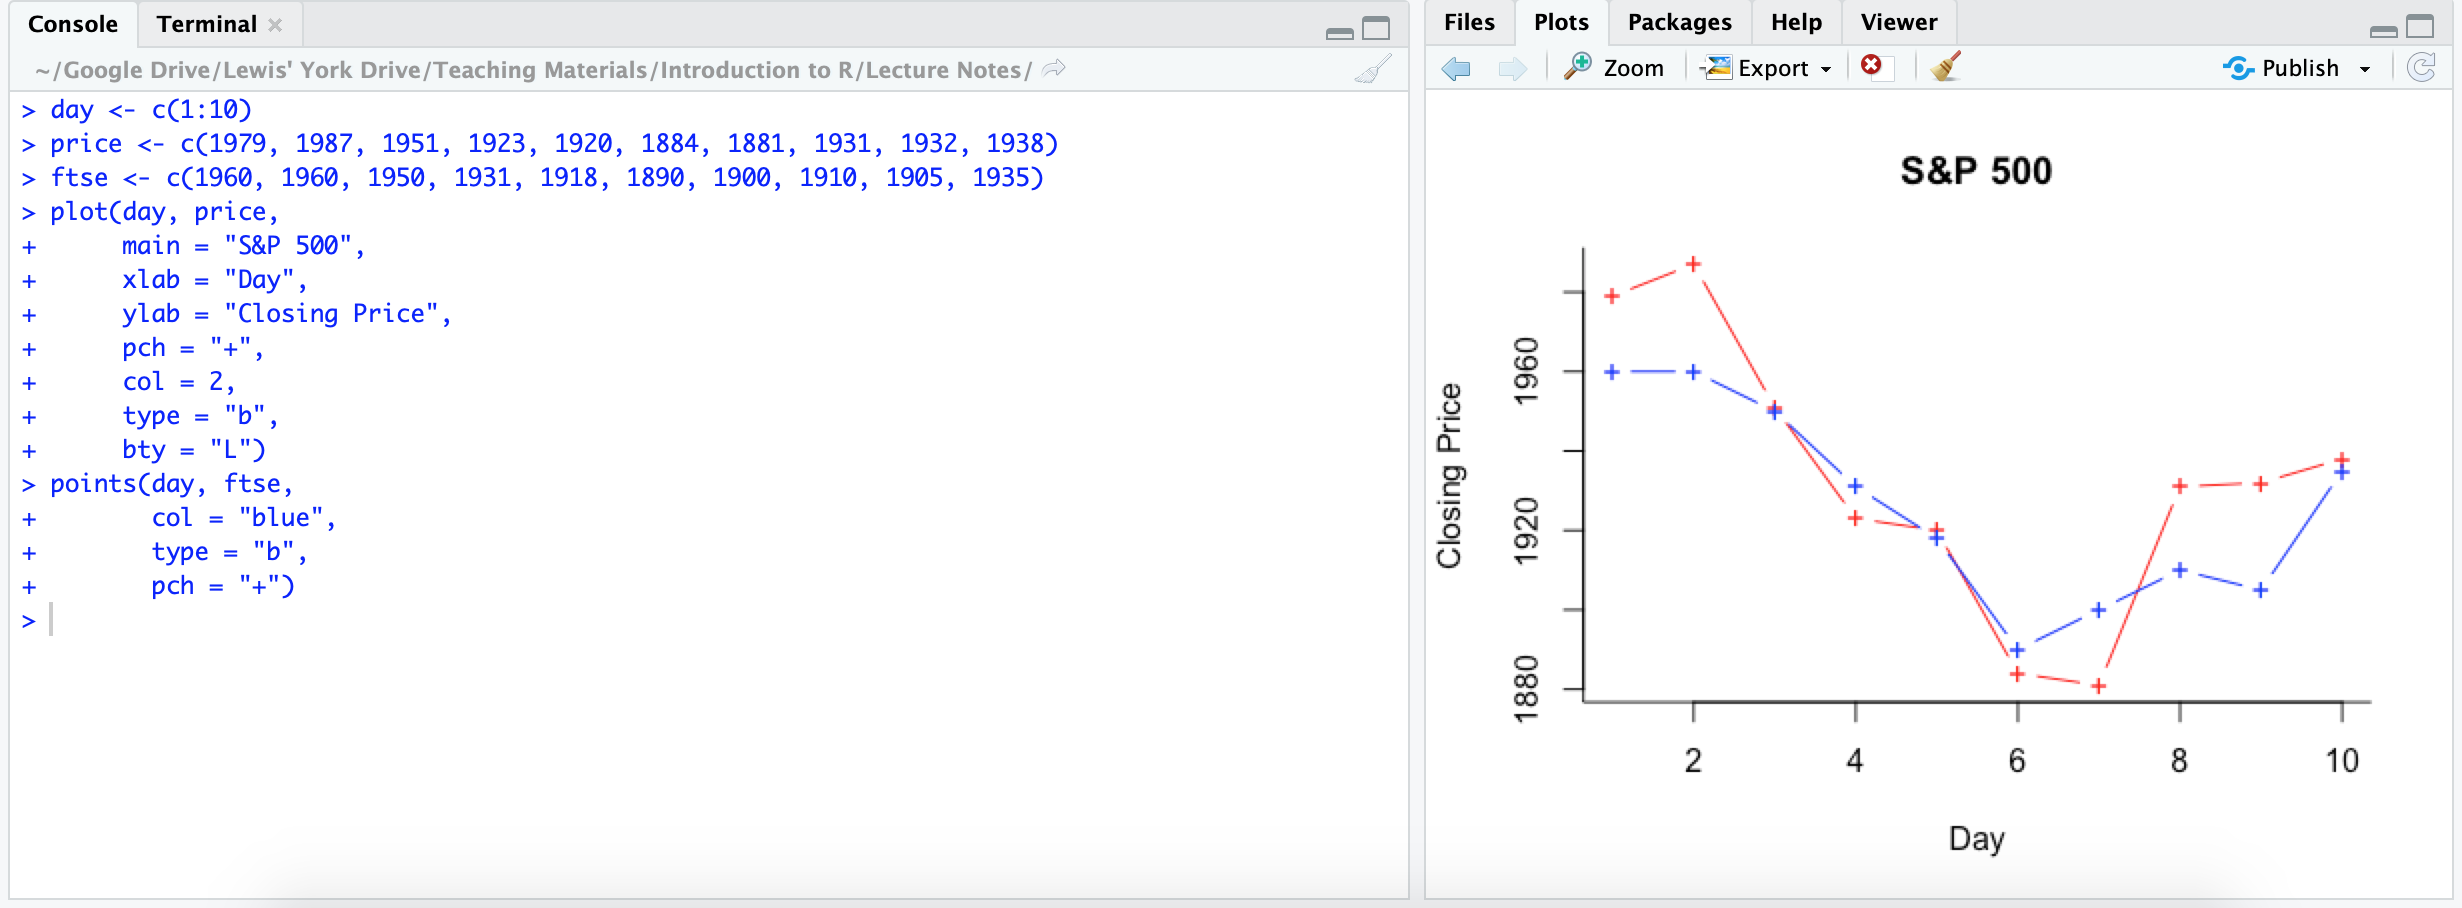 Console Terminal
~/Google Drive/Lewis' York Drive/Teaching Materials/Introduction to R/Lecture Notes/
> day <- c(1:10)
> price <- c(1979, 1987, 1951, 1923, 1920, 1884, 1881, 1931, 1932, 1938)
> ftse <- c(1960, 1960, 1950, 1931, 1918, 1890, 1900, 1910, 1905, 1935)
> plot(day, price,
+ main = "S&P 500",
+ xlab = "Day",
+ ylab = "Closing Price",
+ pch = "+",
+ col = 2,
+ type = "b",
+ bty = "L")
> points(day, ftse,
+ col = "blue",
+ type = "b",
+ pch = "+")
>
Files Plots Packages Help Viewer
Zoom Export Publish
S&P 500
Closing Price
1960
1920
1880
2 4 6 8 10
Day